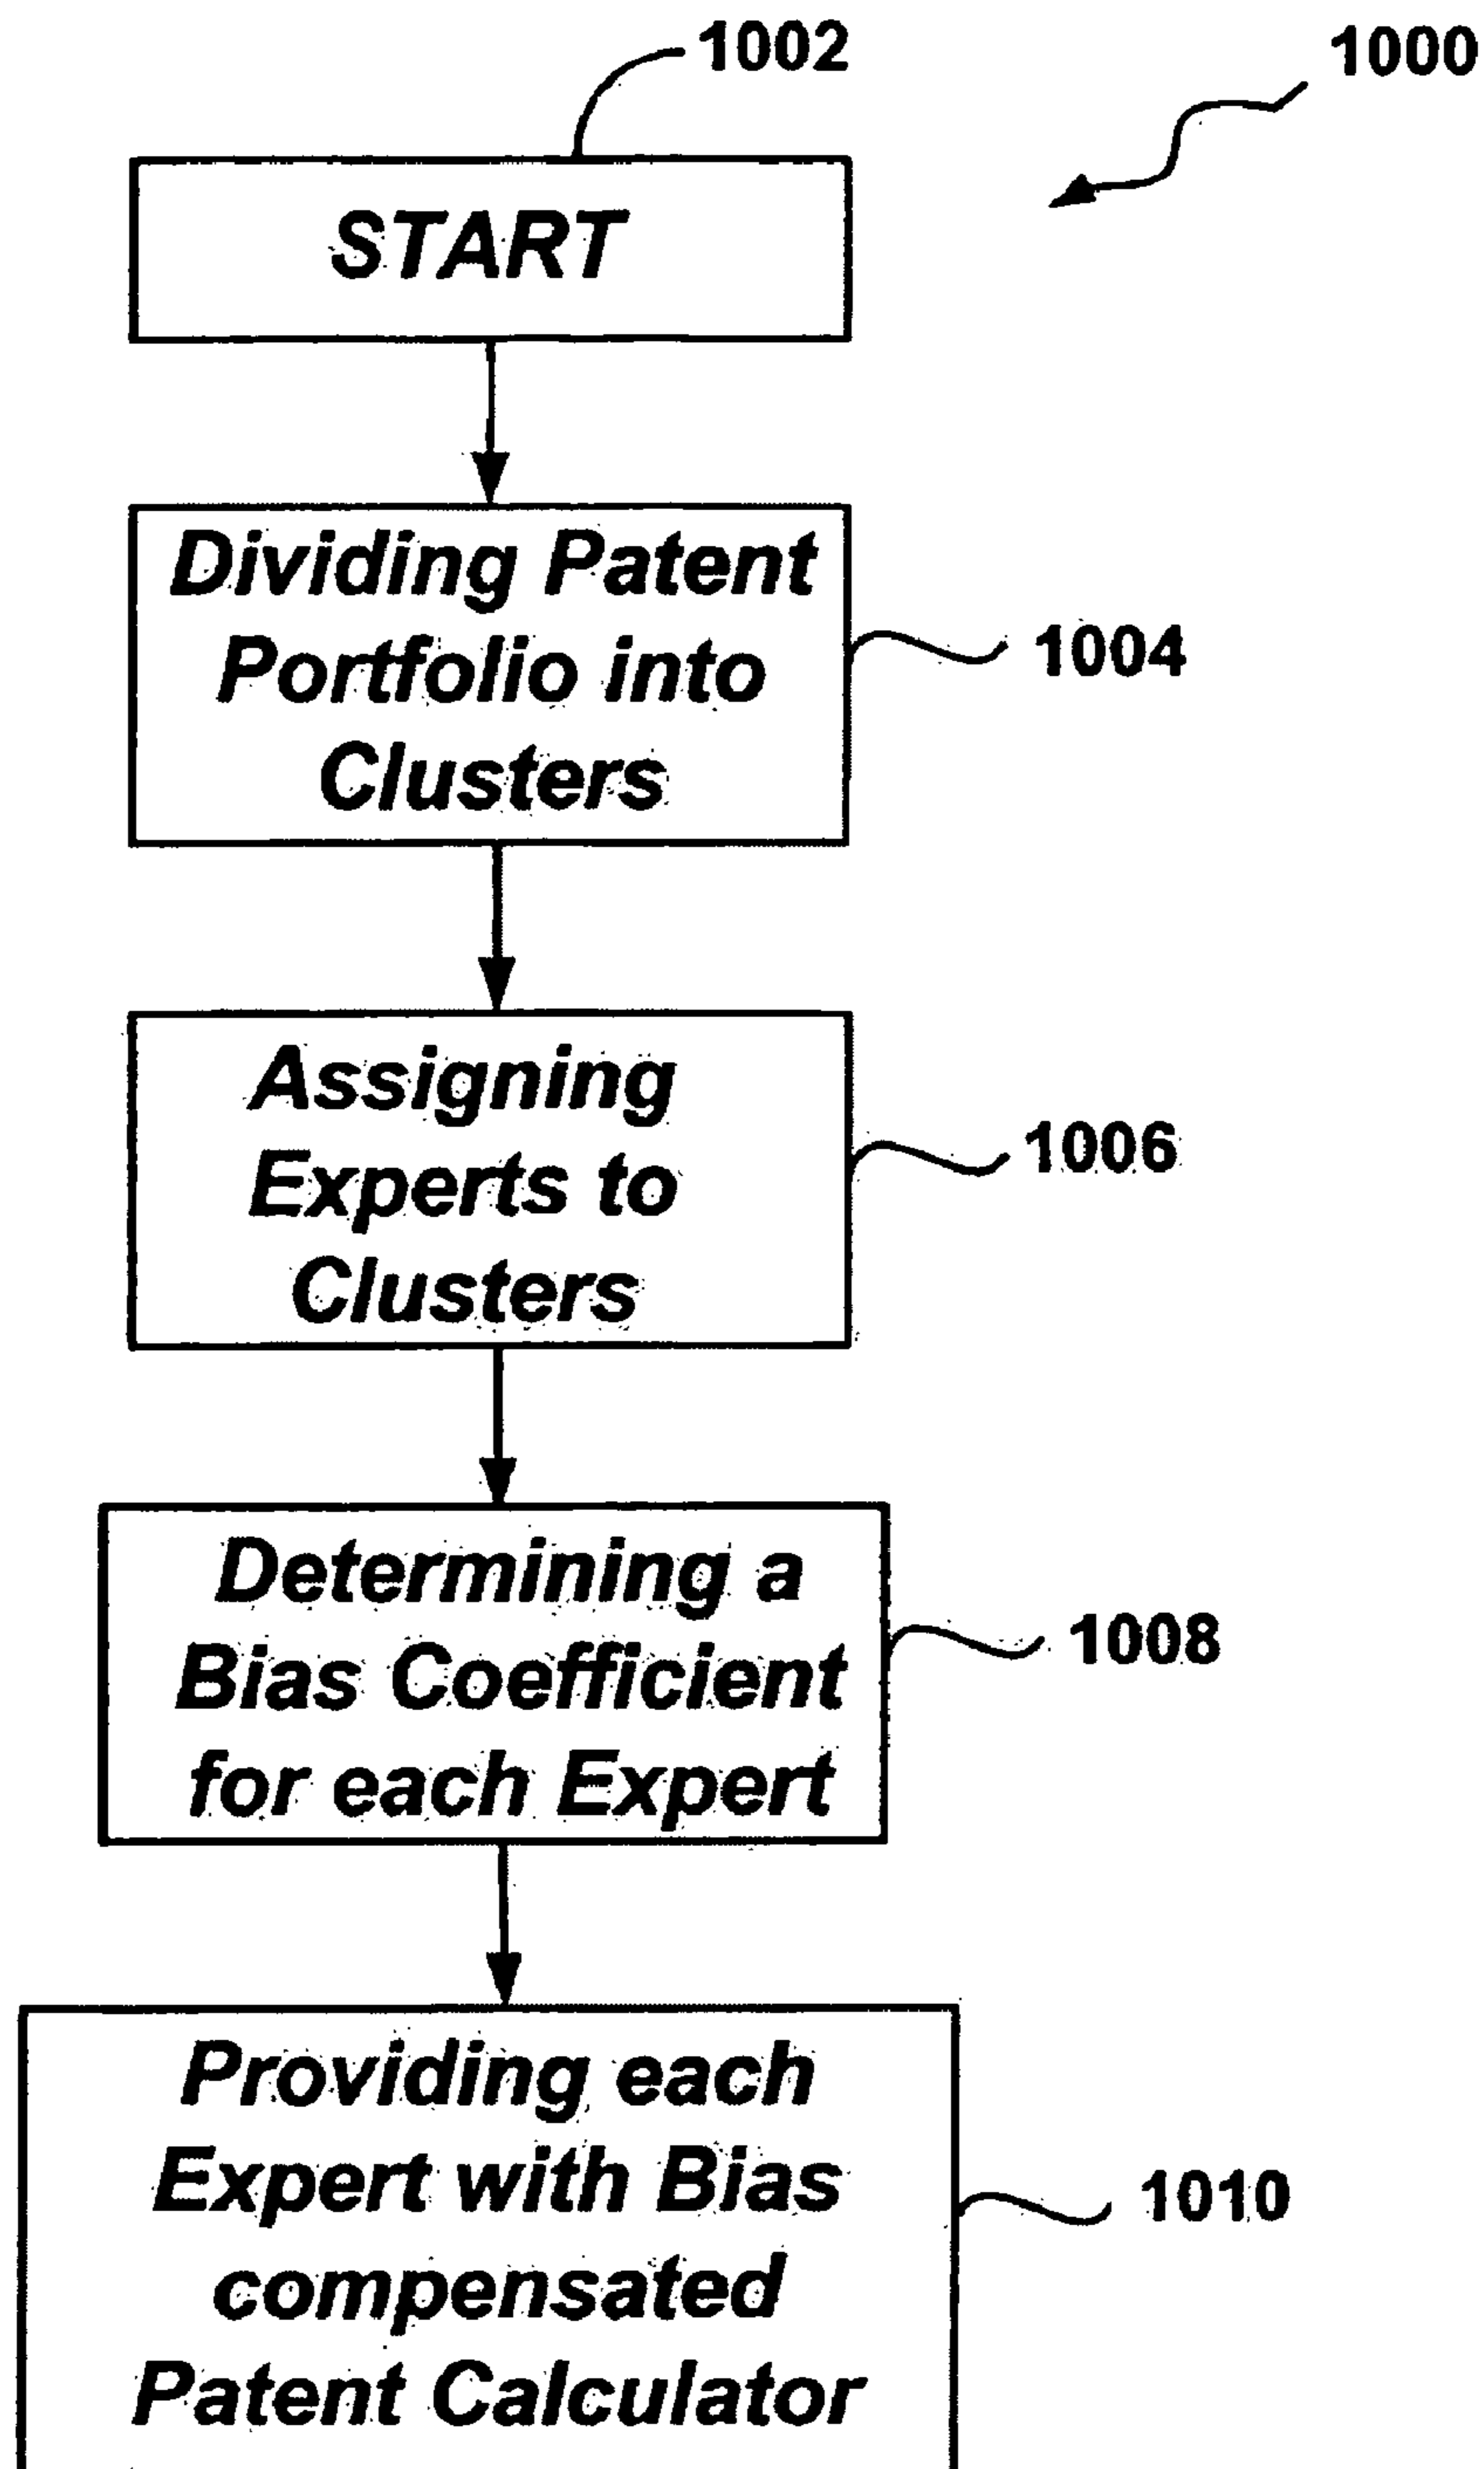 1002
1000
START
Dividing Patent
Portfolio into
Clusters
1004
Assigning
Experts to
Clusters
1006
Determining a
Bias Coefficient
for each Expert
1008
Providing each
Expert with Bias
compensated
Patent Calculator
1010